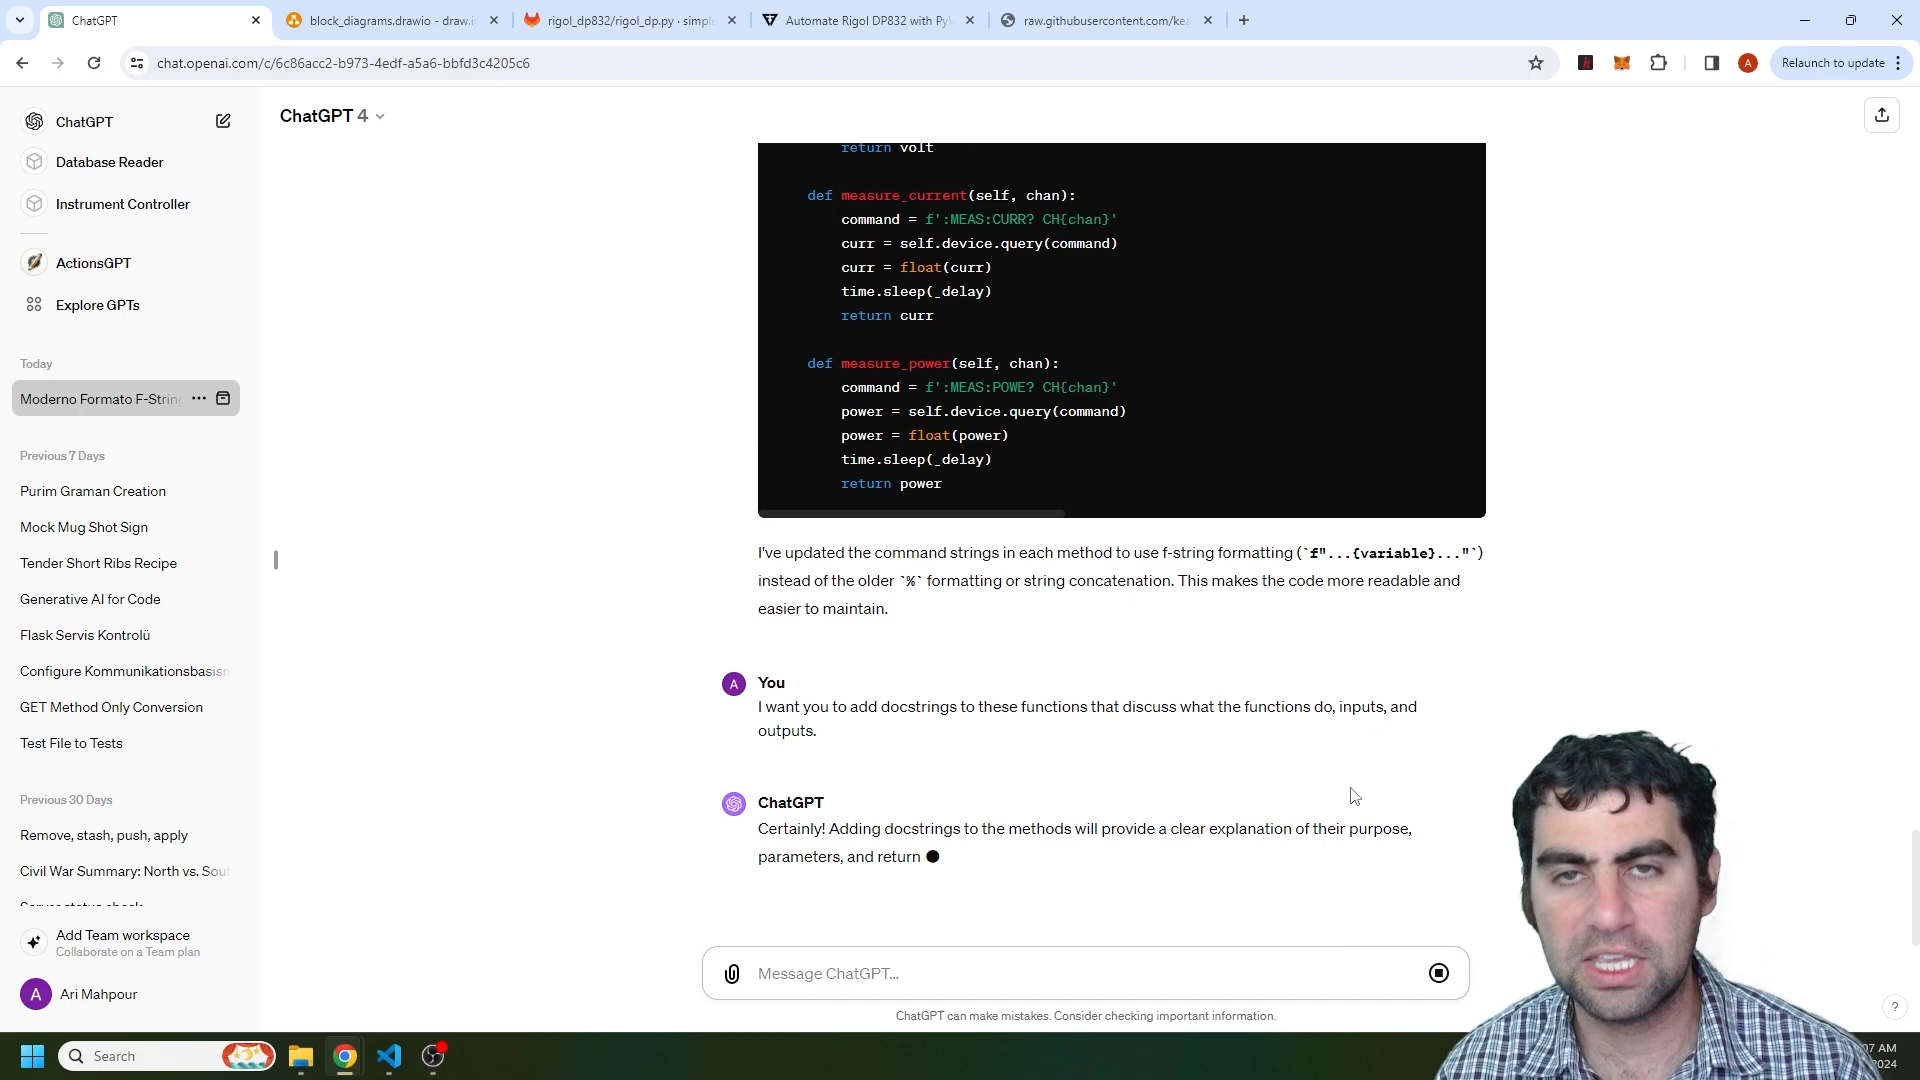 ChatGPT
block_diagrams.drawio - draw.i
rigol_dp832/rigol_dp.py · simple
Automate Rigol DP832 with PyV
raw.githubusercontent.com/kea
chat.openai.com/c/6c86acc2-b973-4edf-a5a6-bbfd3c4205c6
A
Relaunch to update
ChatGPT
Database Reader
Instrument Controller
ActionsGPT
Explore GPTs
Today
Moderno Formato F-String
Previous 7 Days
Purim Graman Creation
Mock Mug Shot Sign
Tender Short Ribs Recipe
Generative AI for Code
Flask Servis Kontrolü
Configure Kommunikationsbasism
GET Method Only Conversion
Test File to Tests
Previous 30 Days
Remove, stash, push, apply
Civil War Summary: North vs. Sou
Server status check
Add Team workspace
Collaborate on a Team plan
A
Ari Mahpour
ChatGPT 4
return volt
def measure_current(self, chan):
command = f':MEAS:CURR? CH{chan}'
curr = self.device.query(command)
curr = float(curr)
time.sleep(_delay)
return curr
def measure_power(self, chan):
command = f':MEAS:POWE? CH{chan}'
power = self.device.query(command)
power = float(power)
time.sleep(_delay)
return power
I've updated the command strings in each method to use f-string formatting (`f"...{variable}..."`)
instead of the older `%` formatting or string concatenation. This makes the code more readable and
easier to maintain.
A
You
I want you to add docstrings to these functions that discuss what the functions do, inputs, and
outputs.
ChatGPT
Certainly! Adding docstrings to the methods will provide a clear explanation of their purpose,
parameters, and return
Message ChatGPT...
ChatGPT can make mistakes. Consider checking important information.
?
Search
07 AM
2024